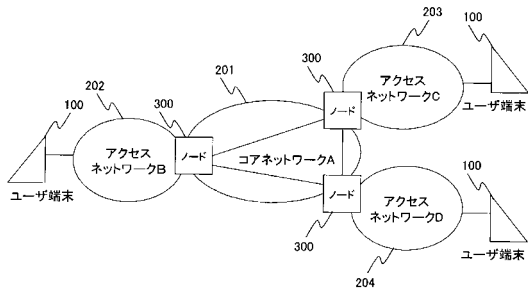 203
100
201
300
アクセス
ネットワークC
202
ノード
ユーザ端末
300
100
アクセス
ネットワークB
ノード
コアネットワークA
ユーザ端末
ノード
アクセス
ネットワークD
100
300
204
ユーザ端末